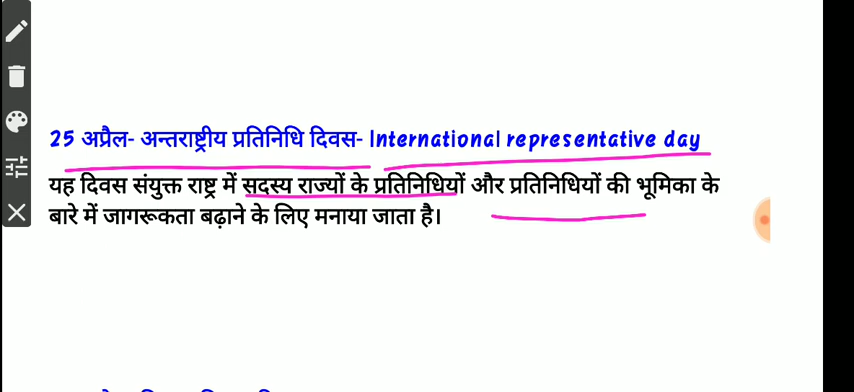 25 अप्रैल- अन्तराष्ट्रीय प्रतिनिधि दिवस- International representative day
यह दिवस संयुक्त राष्ट्र में सदस्य राज्यों के प्रतिनिधियों और प्रतिनिधियों की भूमिका के
बारे में जागरूकता बढ़ाने के लिए मनाया जाता है।